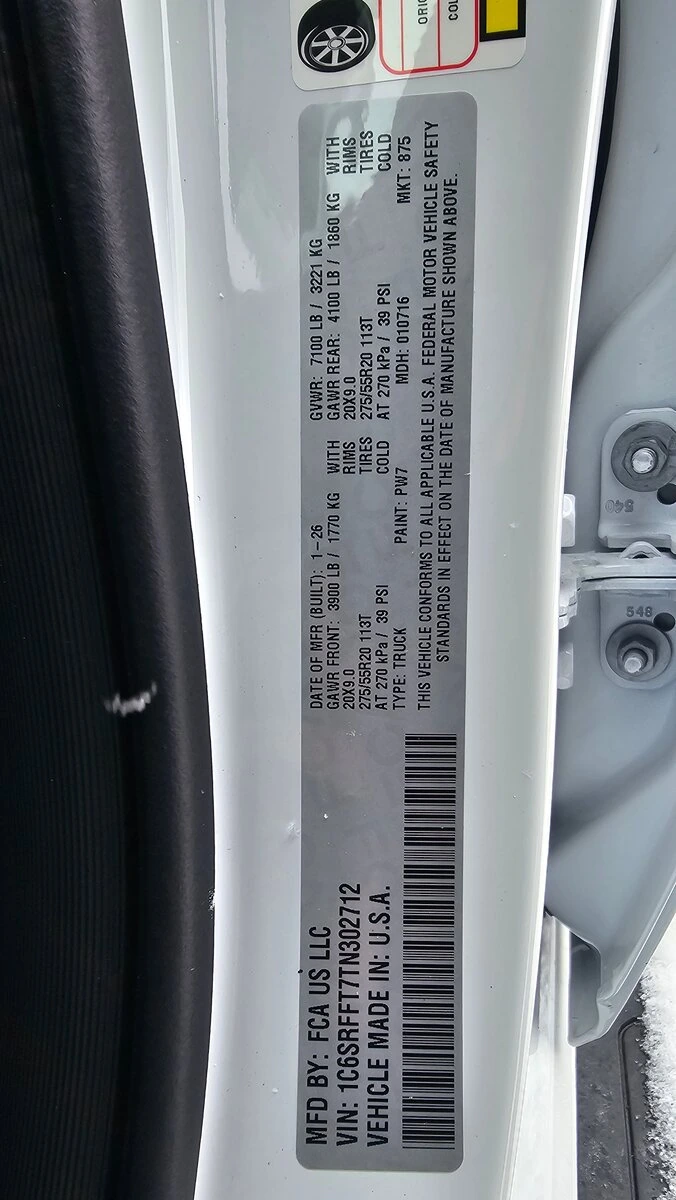 MFD BY: FCA US LLC
VIN: 1C6SRFFT7TN302712
VEHICLE MADE IN: U.S.A.
DATE OF MFR (BUILT): 1-26 GVWR: 7100 LB / 3221 KG
GAWR FRONT: 3900 LB / 1770 KG WITH GAWR REAR: 4100 LB / 1860 KG WITH
20X9.0 RIMS 20X9.0 RIMS
275/55R20 113T TIRES 275/55R20 113T TIRES
AT 270 kPa / 39 PSI COLD AT 270 kPa / 39 PSI COLD
TYPE: TRUCK PAINT: PW7 MDH: 010716 MKT: 875
THIS VEHICLE CONFORMS TO ALL APPLICABLE U.S.A. FEDERAL MOTOR VEHICLE SAFETY
STANDARDS IN EFFECT ON THE DATE OF MANUFACTURE SHOWN ABOVE.
540
548